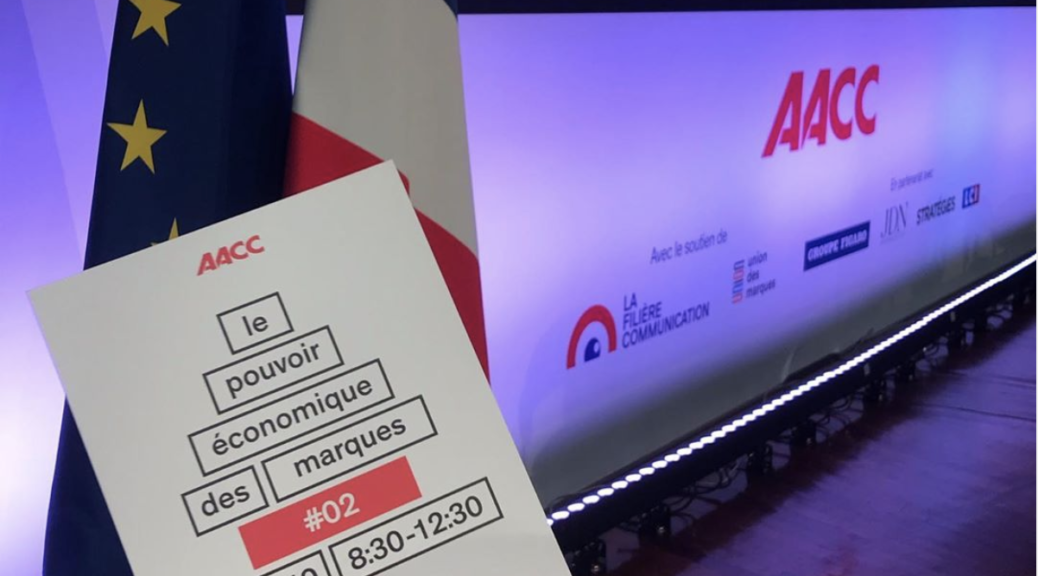 AACC
le
pouvoir
économique
des marques
#02
8:30-12:30
AACC
Avec le soutien de
LA
FILIÈRE
COMMUNICATION
union
des
marques
En partenariat avec
GROUPE FIGARO
JDN
STRATÉGIES
LCI